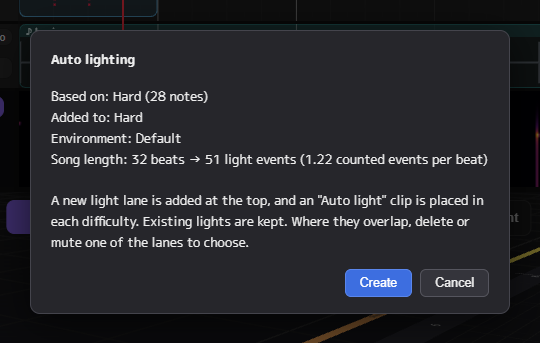 Auto lighting
Based on: Hard (28 notes)
Added to: Hard
Environment: Default
Song length: 32 beats → 51 light events (1.22 counted events per beat)
A new light lane is added at the top, and an "Auto light" clip is placed in
each difficulty. Existing lights are kept. Where they overlap, delete or
mute one of the lanes to choose.
Create
Cancel